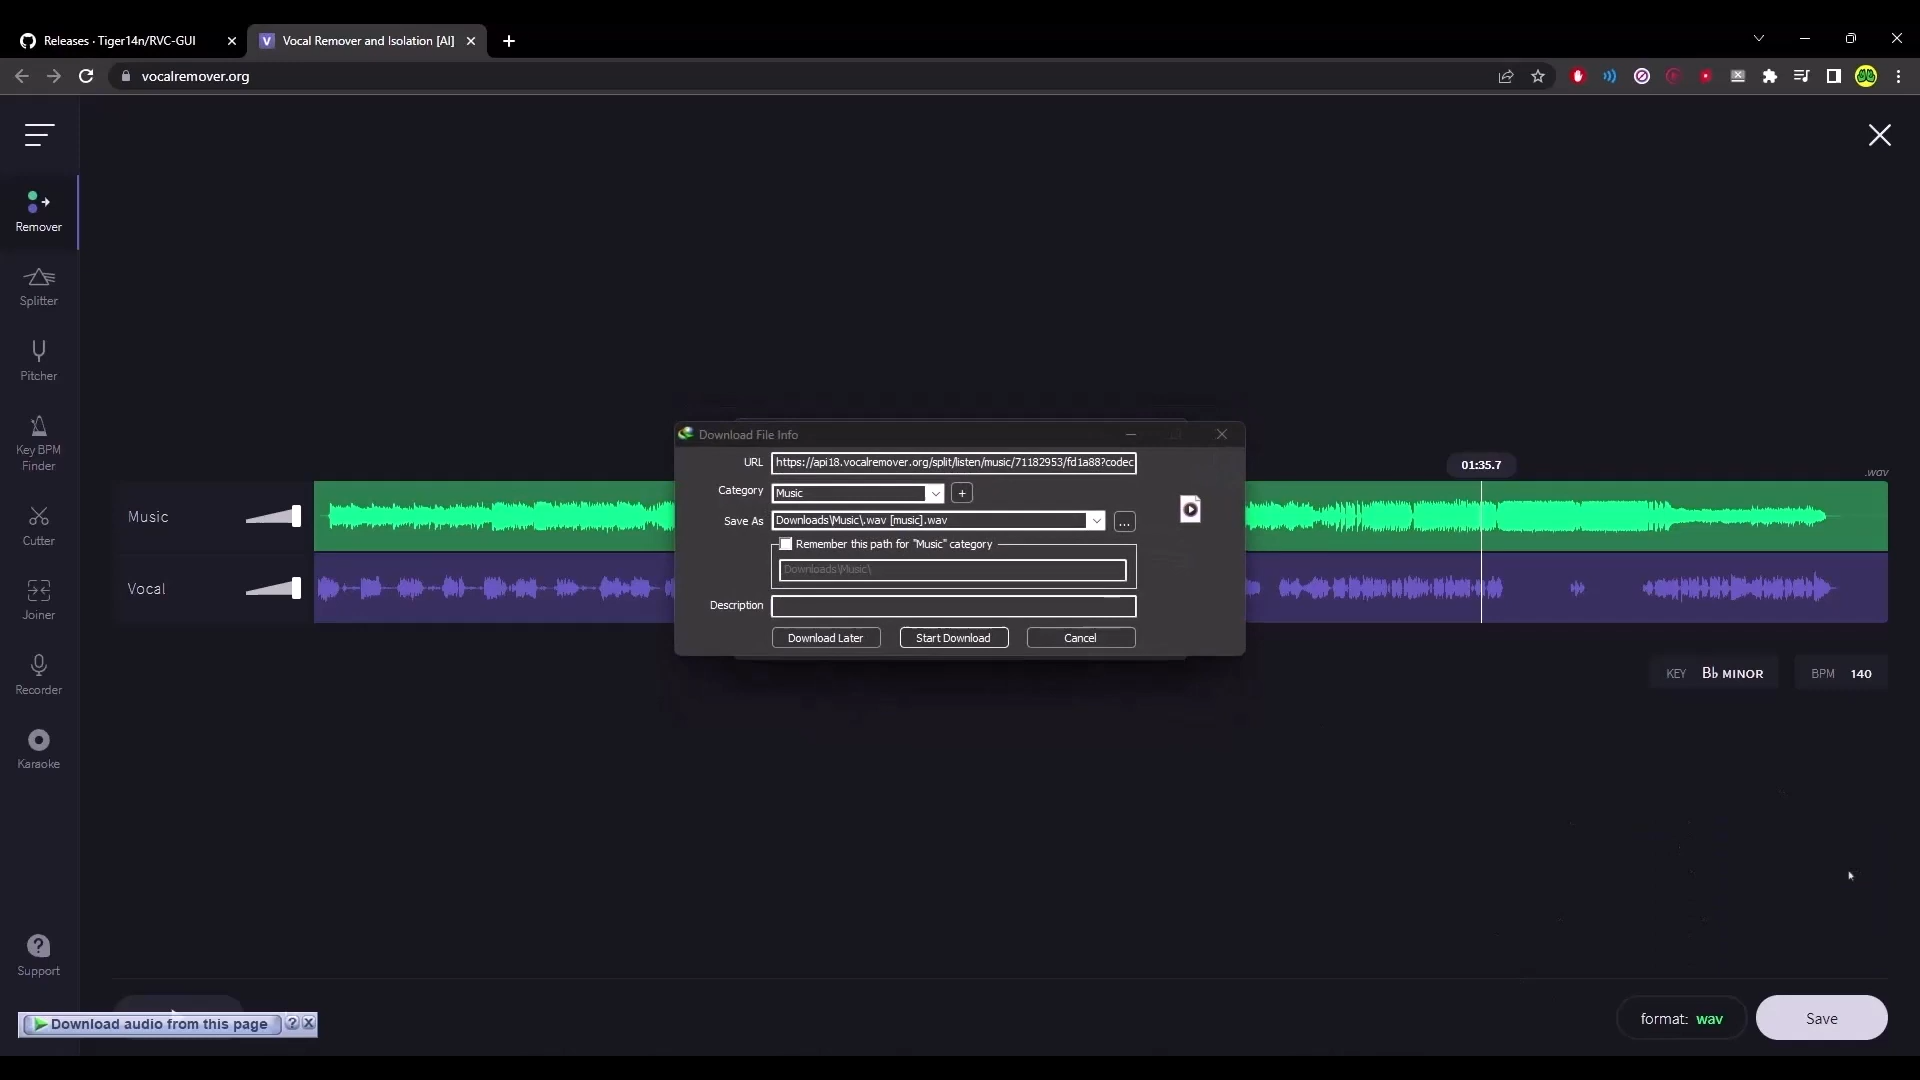 Releases · Tiger14n/RVC-GUI
Vocal Remover and Isolation [AI]
vocalremover.org
Remover
Splitter
Pitcher
Key BPM
Finder
Cutter
Joiner
Recorder
Karaoke
Support
Download File Info
URL https://api18.vocalremover.org/split/listen/music/71182953/fd1a88?codec
Category Music +
Save As Downloads\Music\.wav [music].wav ...
Remember this path for "Music" category
Downloads\Music\
Description
Download Later Start Download Cancel
01:35.7
.wav
Music
Vocal
KEY B♭ MINOR BPM 140
Download audio from this page ?
format: wav
Save